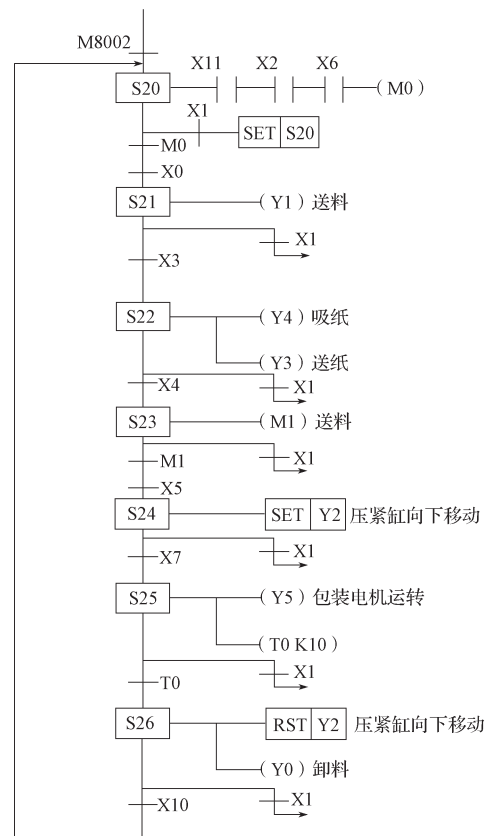 M8002
X11 X2 X6
S20 (M0)
X1
SET S20
M0
X0
S21 (Y1)送料
X1
X3
S22 (Y4)吸纸
(Y3)送纸
X4 X1
S23 (M1)送料
M1 X1
X5
S24 SET Y2 压紧缸向下移动
X7 X1
S25 (Y5)包装电机运转
(T0 K10)
T0 X1
S26 RST Y2 压紧缸向下移动
(Y0)卸料
X10 X1